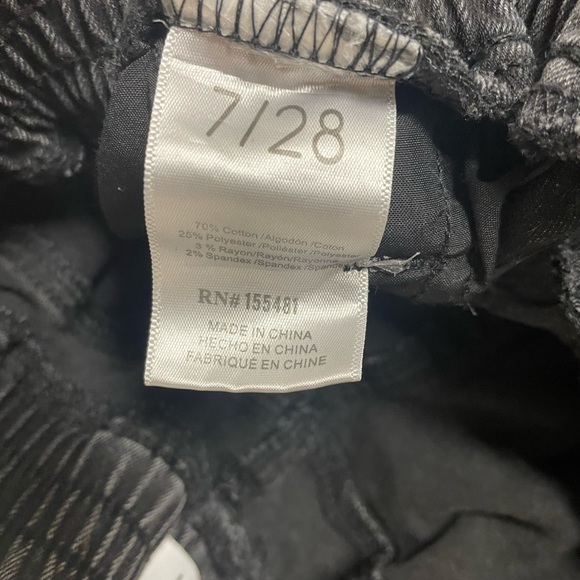 7/28
70% Cotton/Algodón/Coton
25% Polyester/Poliéster/Polyester
3% Rayon/Rayón/Rayonne
2% Spandex/Spandex/Spandex
RN# 155481
MADE IN CHINA
HECHO EN CHINA
FABRIQUÉ EN CHINE